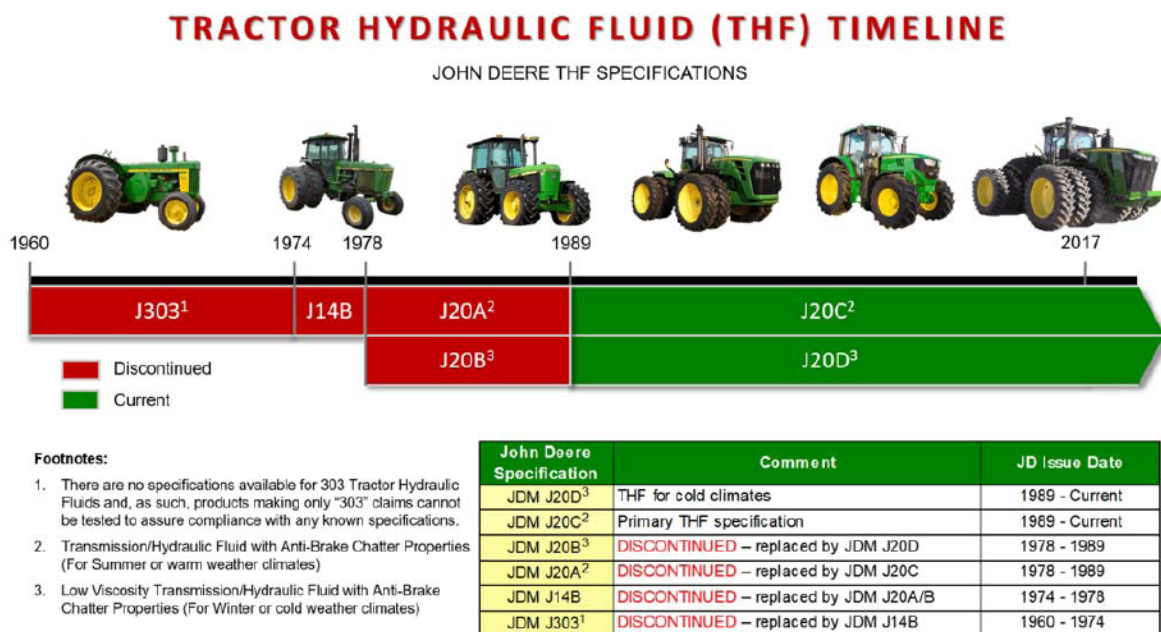 TRACTOR HYDRAULIC FLUID (THF) TIMELINE
JOHN DEERE THF SPECIFICATIONS
1960 1974 1978 1989 2017
J303¹ J14B J20A² J20C²
J20B³ J20D³
Discontinued
Current
Footnotes:
1. There are no specifications available for 303 Tractor Hydraulic
Fluids and, as such, products making only “303” claims cannot
be tested to assure compliance with any known specifications.
2. Transmission/Hydraulic Fluid with Anti-Brake Chatter Properties
(For Summer or warm weather climates)
3. Low Viscosity Transmission/Hydraulic Fluid with Anti-Brake
Chatter Properties (For Winter or cold weather climates)
John Deere
Specification Comment JD Issue Date
JDM J20D³ THF for cold climates 1989 - Current
JDM J20C² Primary THF specification 1989 - Current
JDM J20B³ DISCONTINUED – replaced by JDM J20D 1978 - 1989
JDM J20A² DISCONTINUED – replaced by JDM J20C 1978 - 1989
JDM J14B DISCONTINUED – replaced by JDM J20A/B 1974 - 1978
JDM J303¹ DISCONTINUED – replaced by JDM J14B 1960 - 1974